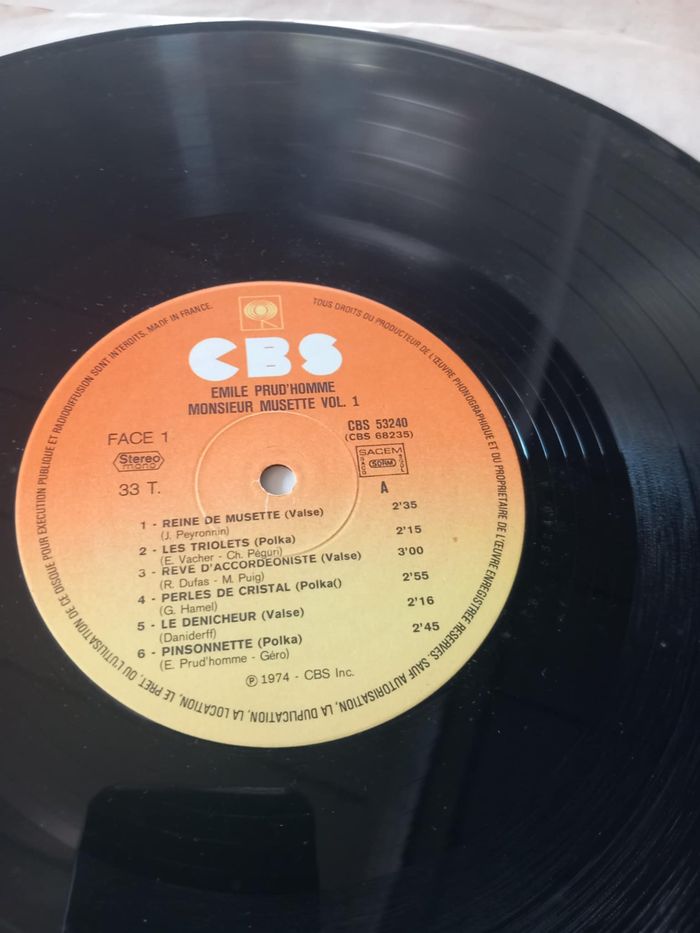 CBS
EMILE PRUD'HOMME
MONSIEUR MUSETTE VOL. 1
CBS 53240
(CBS 68235)
FACE 1
Stereo
mono
33 T.
SACEM
SDRM
A
1 - REINE DE MUSETTE (Valse) 2'35
(J. Peyronnin)
2 - LES TRIOLETS (Polka) 2'15
(E. Vacher - Ch. Péguri)
3 - REVE D'ACCORDEONISTE (Valse) 3'00
(R. Dufas - M. Puig)
4 - PERLES DE CRISTAL (Polka() 2'55
(G. Hamel)
5 - LE DENICHEUR (Valse) 2'16
(Daniderff)
6 - PINSONNETTE (Polka) 2'45
(E. Prud'homme - Géro)
Ⓟ 1974 - CBS Inc.
TOUS DROITS DU PRODUCTEUR DE L'ŒUVRE PHONOGRAPHIQUE ET DU PROPRIETAIRE DE L'ŒUVRE ENREGISTREE RESERVES. SAUF AUTORISATION, LA DUPLICATION, LA LOCATION, LE PRET, OU L'UTILISATION DE CE DISQUE POUR EXECUTION PUBLIQUE ET RADIODIFFUSION SONT INTERDITS. MADE IN FRANCE.